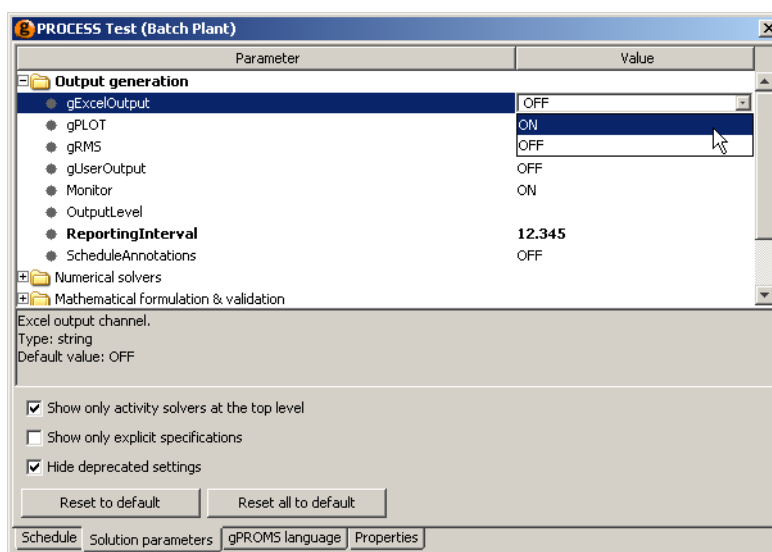 PROCESS Test (Batch Plant)
Parameter Value
Output generation
gExcelOutput OFF
gPLOT ON
gRMS OFF
gUserOutput OFF
Monitor ON
OutputLevel
ReportingInterval 12.345
ScheduleAnnotations OFF
Numerical solvers
Mathematical formulation & validation
Excel output channel.
Type: string
Default value: OFF
Show only activity solvers at the top level
Show only explicit specifications
Hide deprecated settings
Reset to default Reset all to default
Schedule Solution parameters gPROMS language Properties